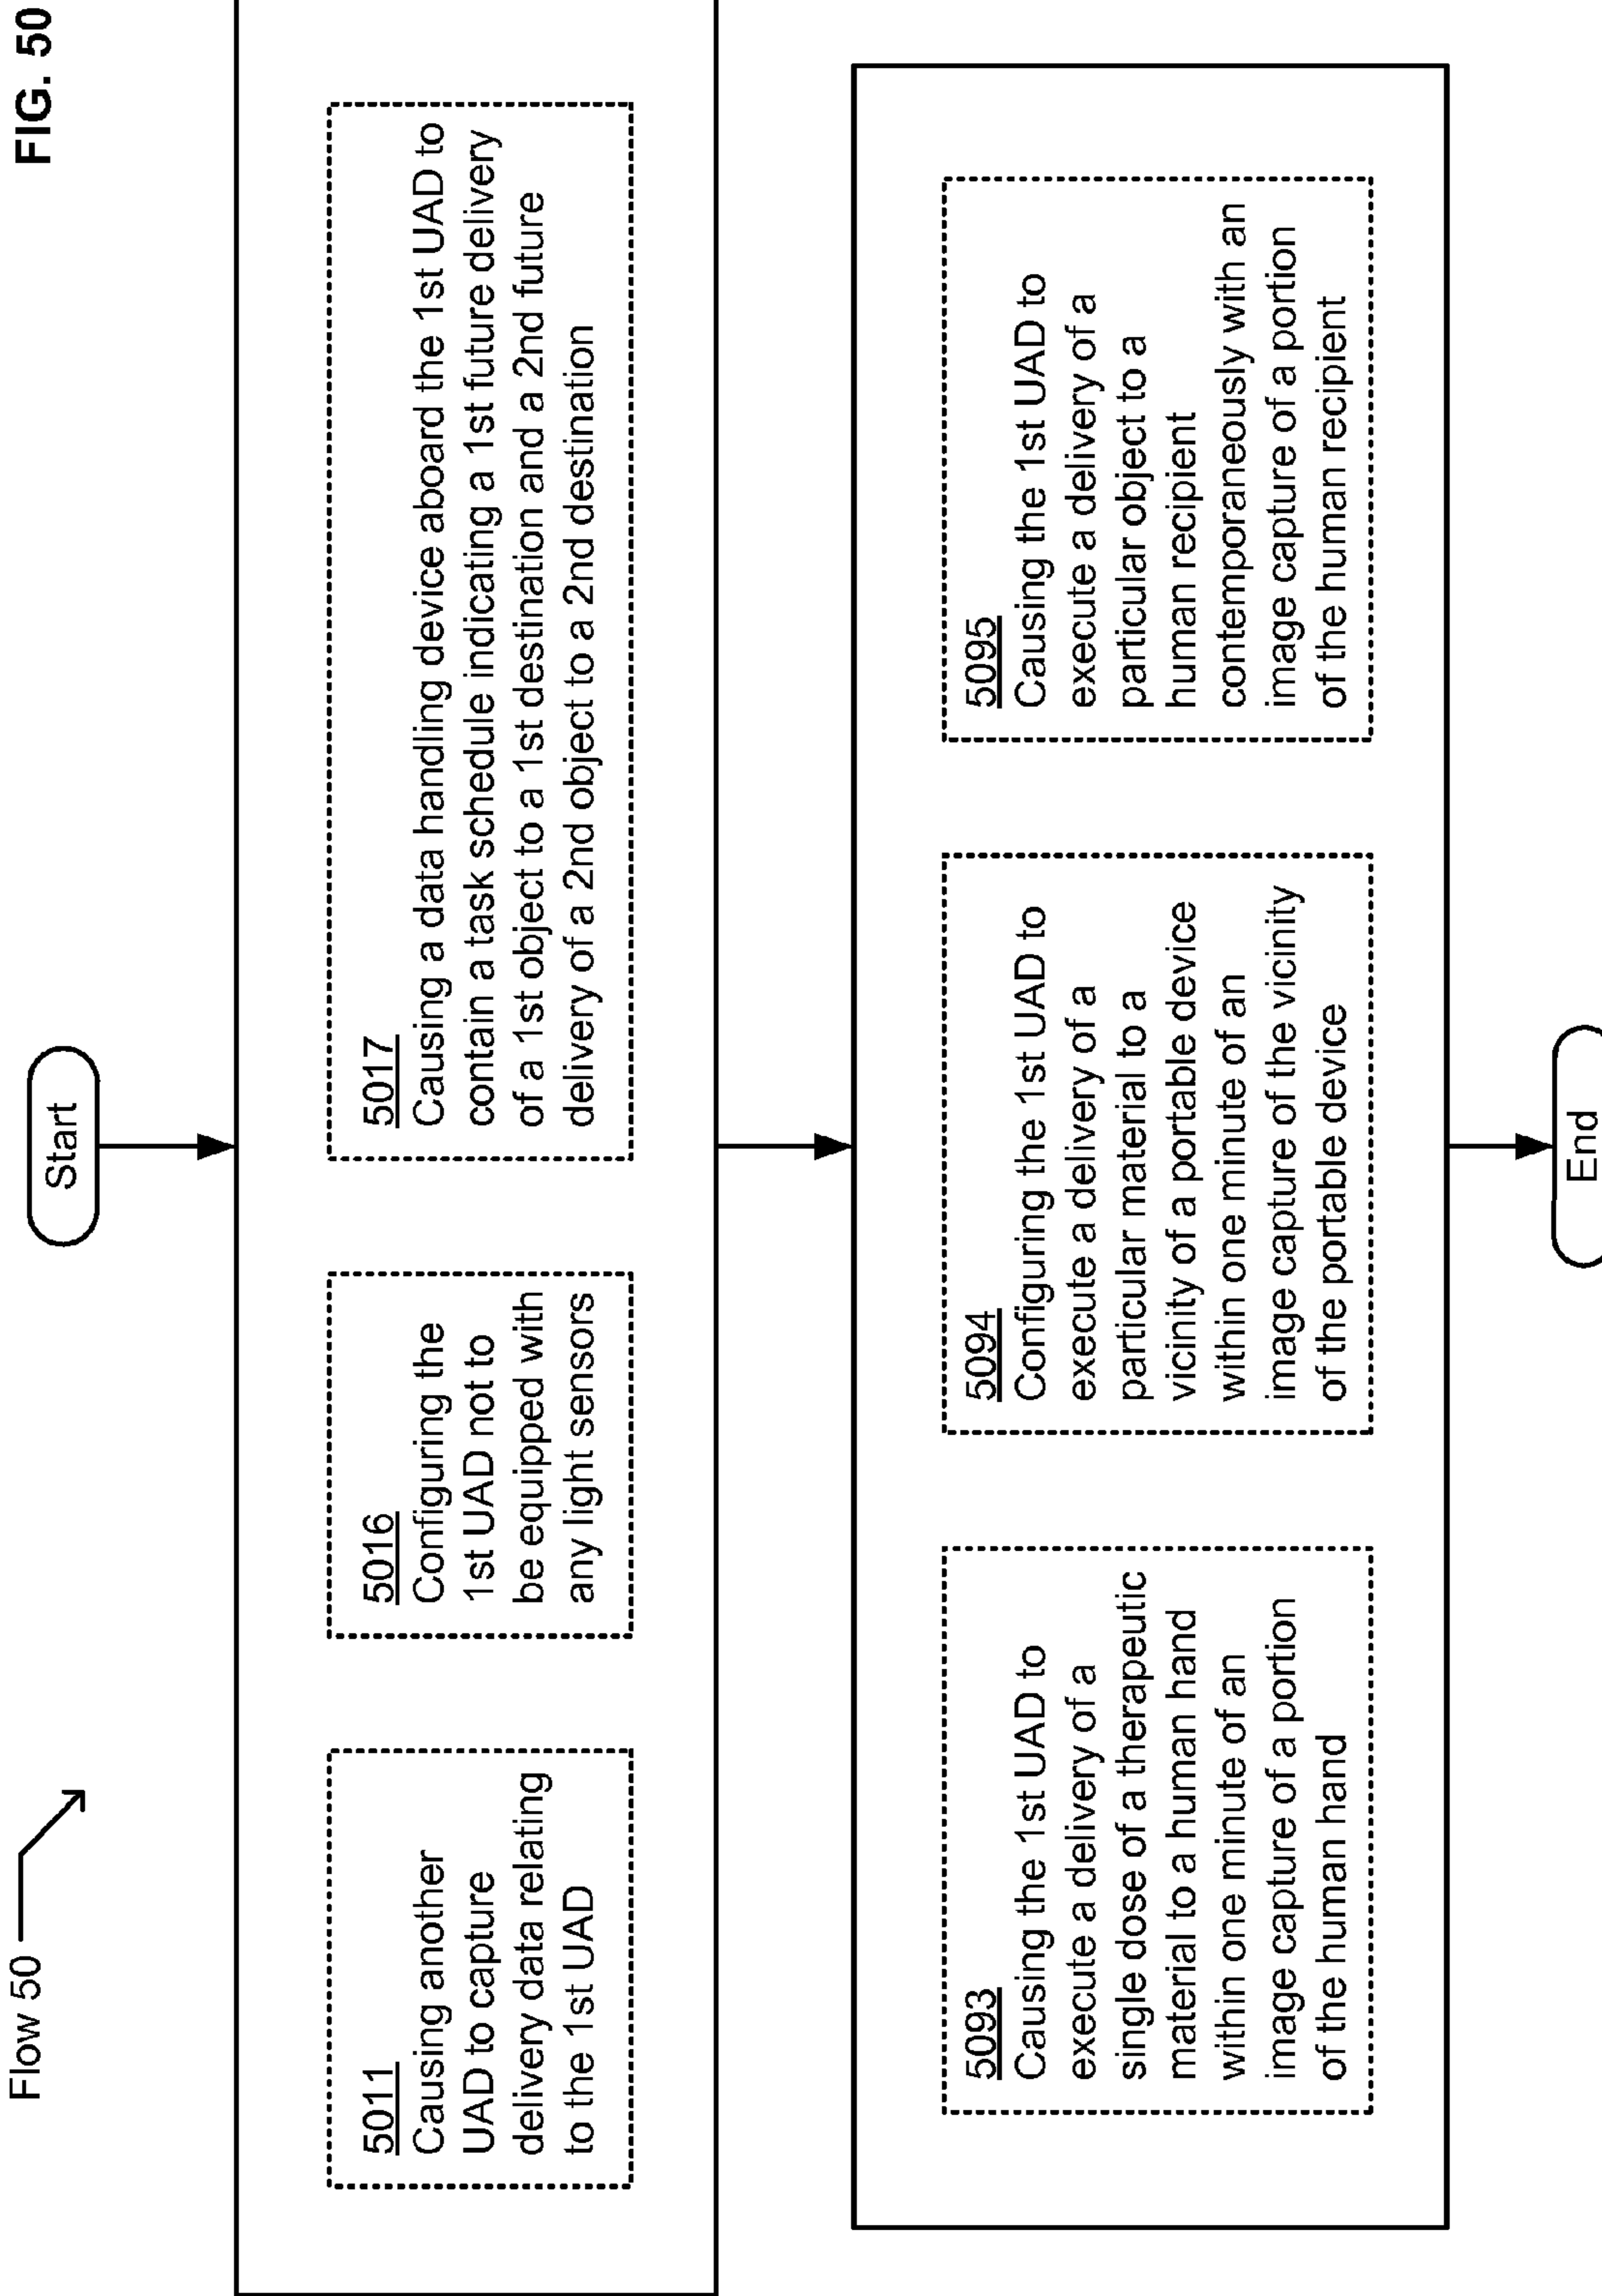 Flow 50
FIG. 50
Start
5011
Causing another
UAD to capture
delivery data relating
to the 1st UAD
5016
Configuring the
1st UAD not to
be equipped with
any light sensors
5017
Causing a data handling device aboard the 1st UAD to
contain a task schedule indicating a 1st future delivery
of a 1st object to a 1st destination and a 2nd future
delivery of a 2nd object to a 2nd destination
5093
Causing the 1st UAD to
execute a delivery of a
single dose of a therapeutic
material to a human hand
within one minute of an
image capture of a portion
of the human hand
5094
Configuring the 1st UAD to
execute a delivery of a
particular material to a
vicinity of a portable device
within one minute of an
image capture of the vicinity
of the portable device
5095
Causing the 1st UAD to
execute a delivery of a
particular object to a
human recipient
contemporaneously with an
image capture of a portion
of the human recipient
End